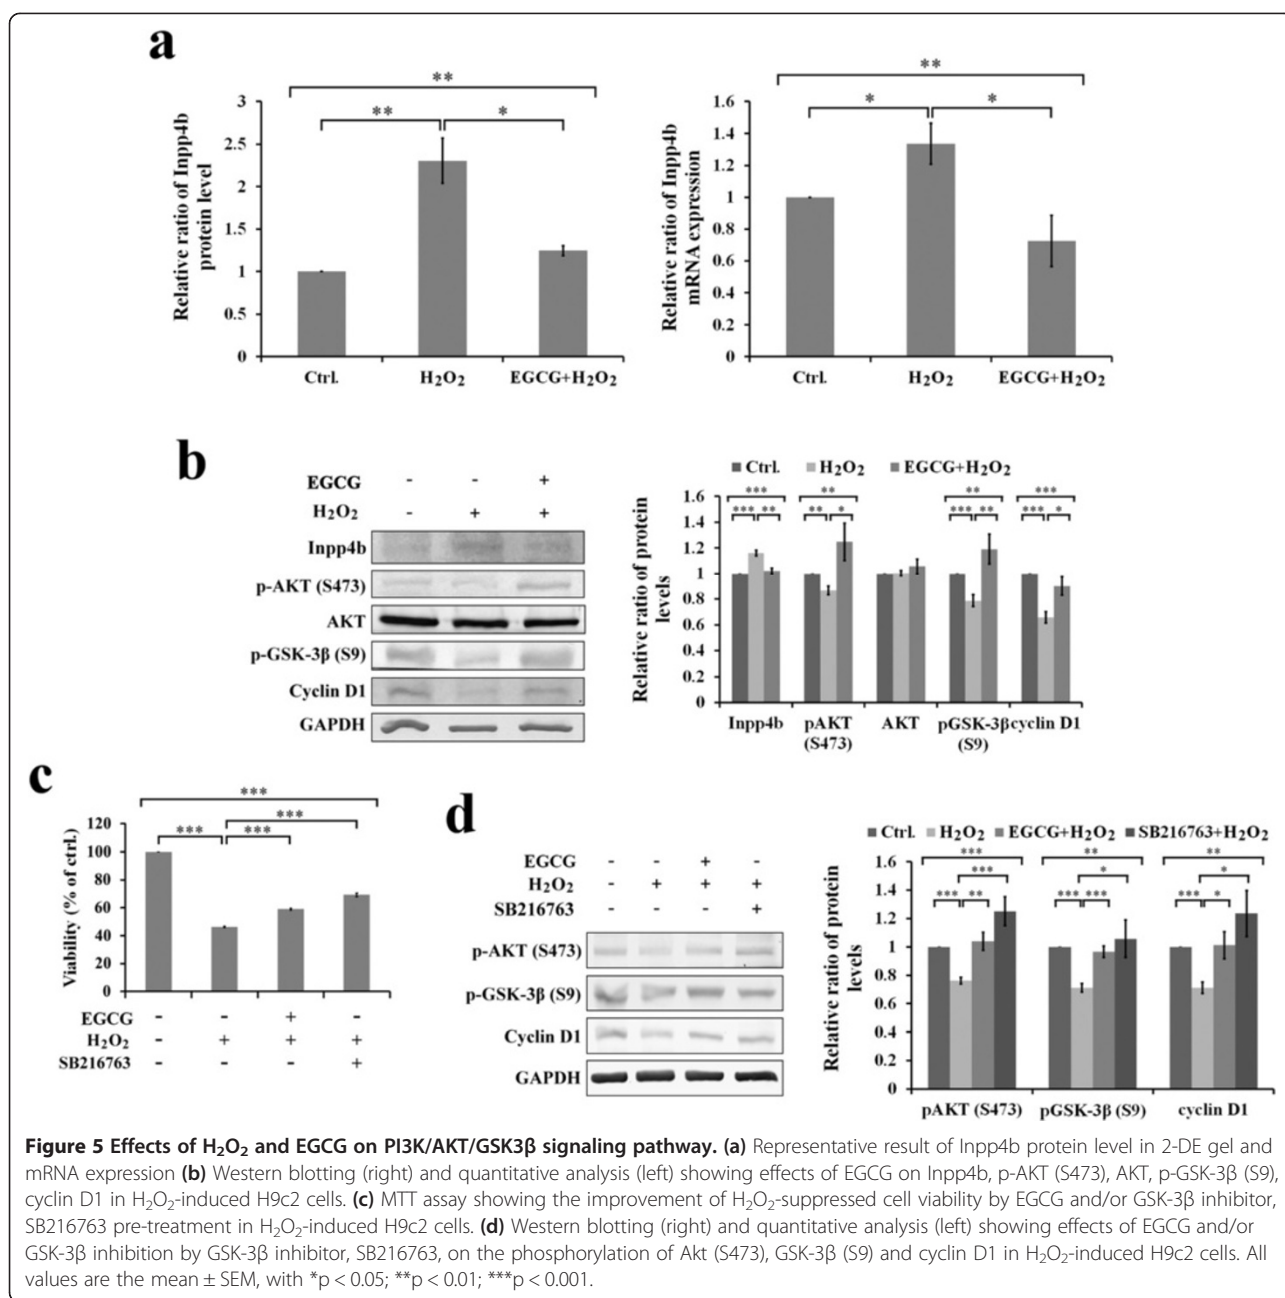 a
**
**
*
3
2.5
2
1.5
1
0.5
0
Relative ratio of Inpp4b
protein level
Ctrl.
H₂O₂
EGCG+H₂O₂
**
*
*
1.6
1.4
1.2
1
0.8
0.6
0.4
0.2
0
Relative ratio of Inpp4b
mRNA expression
Ctrl.
H₂O₂
EGCG+H₂O₂
b
EGCG - - +
H₂O₂ - + +
Inpp4b
p-AKT (S473)
AKT
p-GSK-3β (S9)
Cyclin D1
GAPDH
Ctrl. H₂O₂ EGCG+H₂O₂
*** ** ** ***
*** ** ** * *** ** *** *
1.6
1.4
1.2
1
0.8
0.6
0.4
0.2
0
Relative ratio of protein
levels
Inpp4b pAKT AKT pGSK-3β cyclin D1
(S473) (S9)
c
***
***
*** ***
120
100
80
60
40
20
0
Viability (% of ctrl.)
EGCG - - + -
H₂O₂ - + + +
SB216763 - - - +
d
EGCG - - + -
H₂O₂ - + + +
SB216763 - - - +
p-AKT (S473)
p-GSK-3β (S9)
Cyclin D1
GAPDH
Ctrl. H₂O₂ EGCG+H₂O₂ SB216763+H₂O₂
*** ** **
*** * *
*** ** *** *** *** *
1.6
1.4
1.2
1
0.8
0.6
0.4
0.2
0
Relative ratio of protein
levels
pAKT (S473) pGSK-3β (S9) cyclin D1
Figure 5 Effects of H₂O₂ and EGCG on PI3K/AKT/GSK3β signaling pathway. (a) Representative result of Inpp4b protein level in 2-DE gel and
mRNA expression (b) Western blotting (right) and quantitative analysis (left) showing effects of EGCG on Inpp4b, p-AKT (S473), AKT, p-GSK-3β (S9),
cyclin D1 in H₂O₂-induced H9c2 cells. (c) MTT assay showing the improvement of H₂O₂-suppressed cell viability by EGCG and/or GSK-3β inhibitor,
SB216763 pre-treatment in H₂O₂-induced H9c2 cells. (d) Western blotting (right) and quantitative analysis (left) showing effects of EGCG and/or
GSK-3β inhibition by GSK-3β inhibitor, SB216763, on the phosphorylation of Akt (S473), GSK-3β (S9) and cyclin D1 in H₂O₂-induced H9c2 cells. All
values are the mean ± SEM, with *p < 0.05; **p < 0.01; ***p < 0.001.